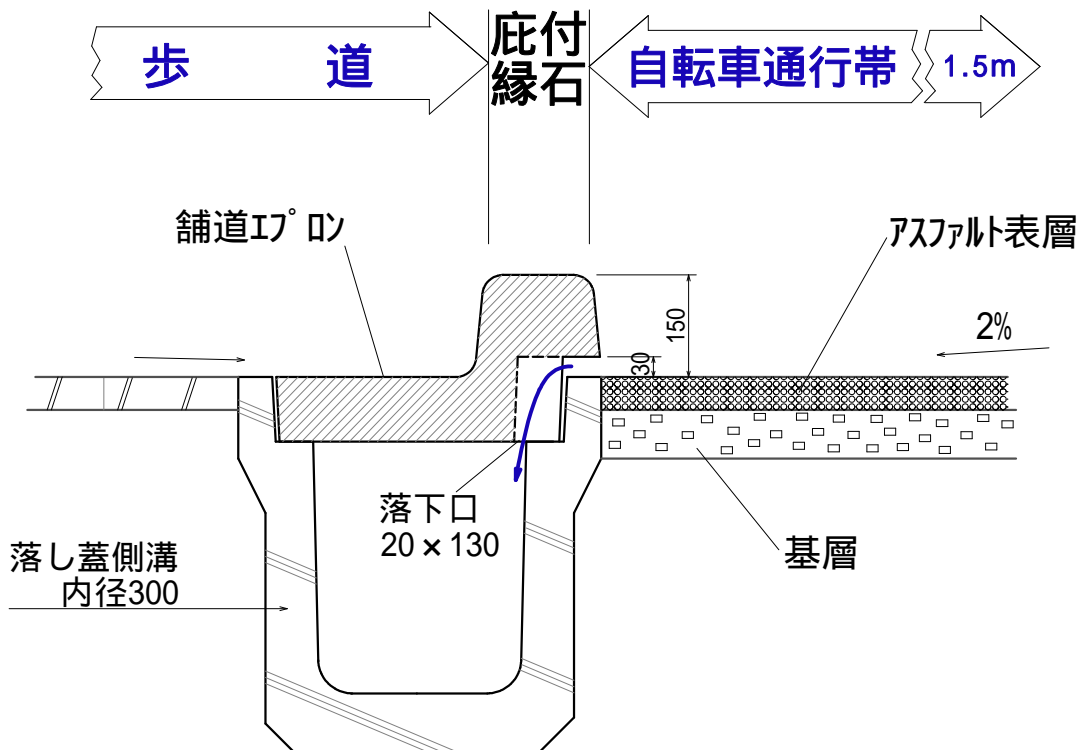 歩道
庇付
縁石
自転車通行帯
1.5m
舗道ｴﾌﾟﾛﾝ
ｱｽﾌｧﾙﾄ表層
150
30
2%
落下口
20×130
落し蓋側溝
内径300
基層